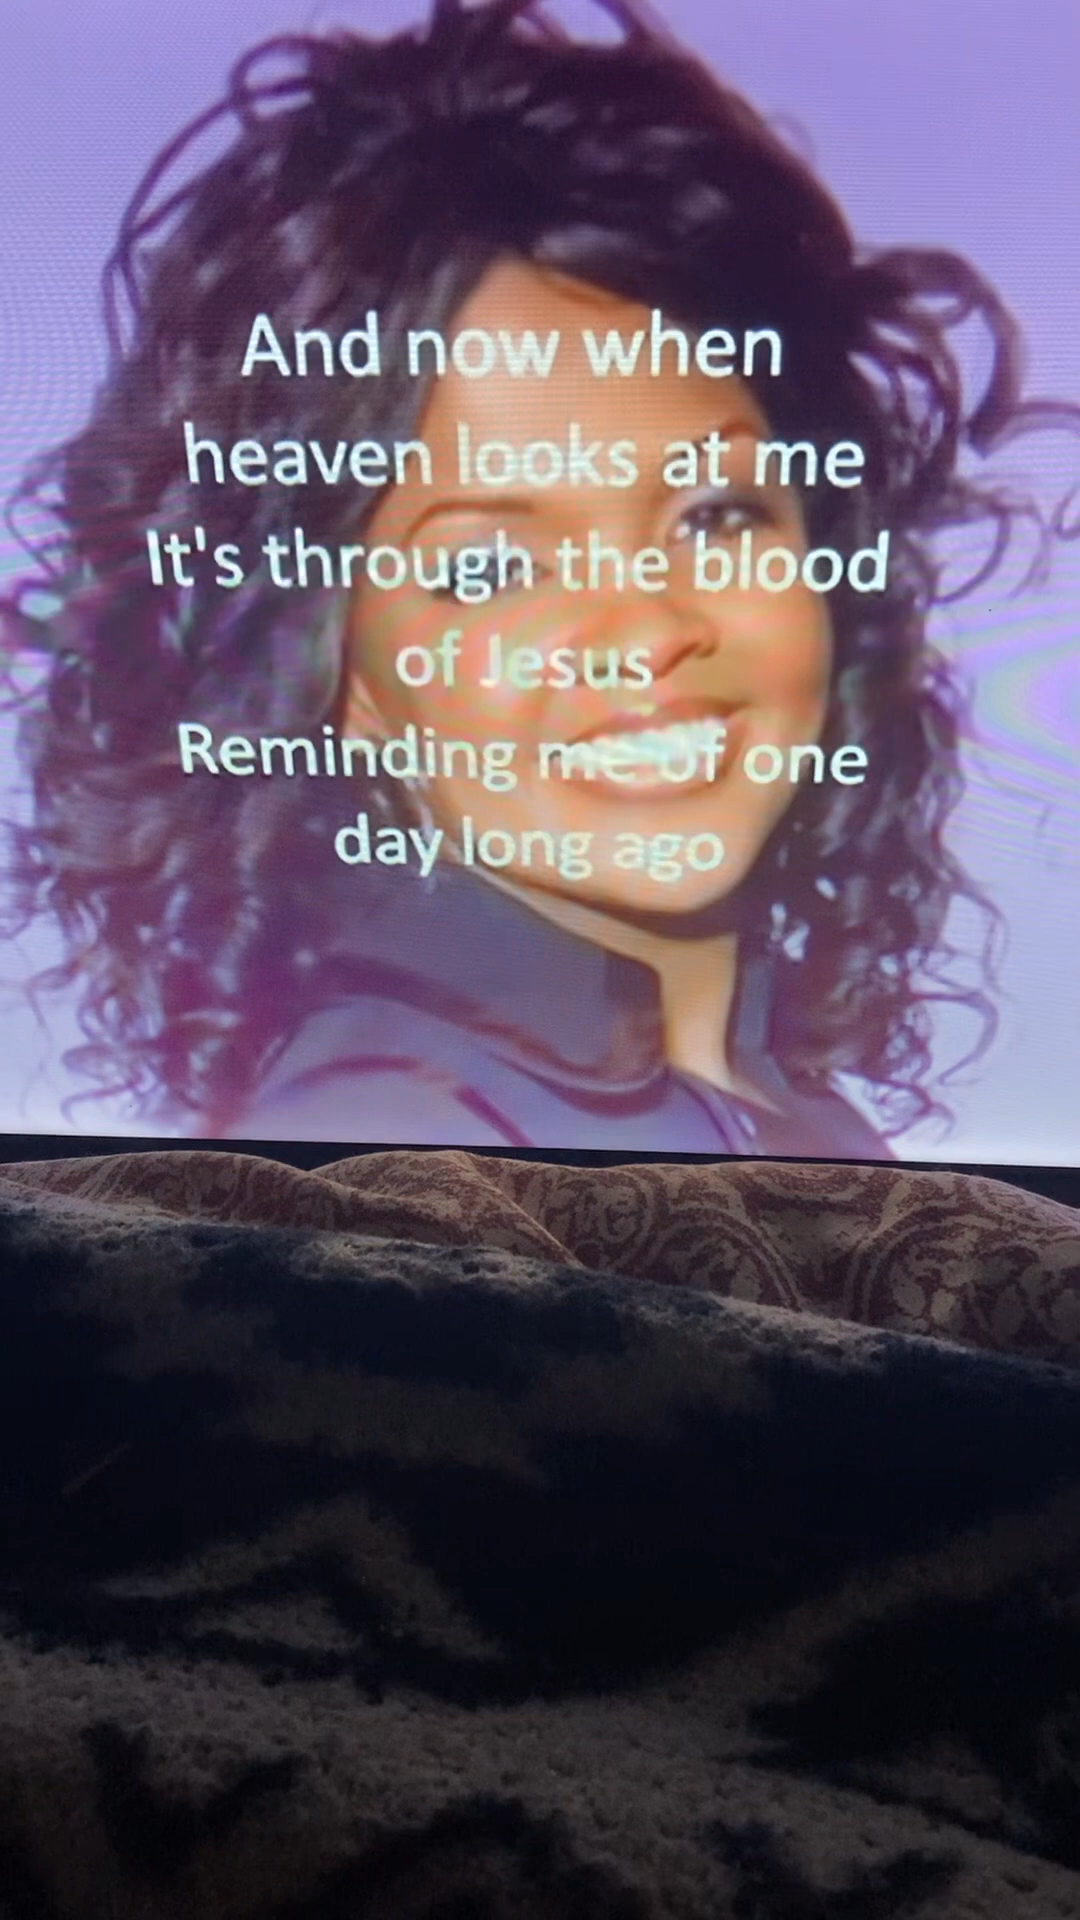 And now when
heaven looks at me
It's through the blood
of Jesus
Reminding me of one
day long ago